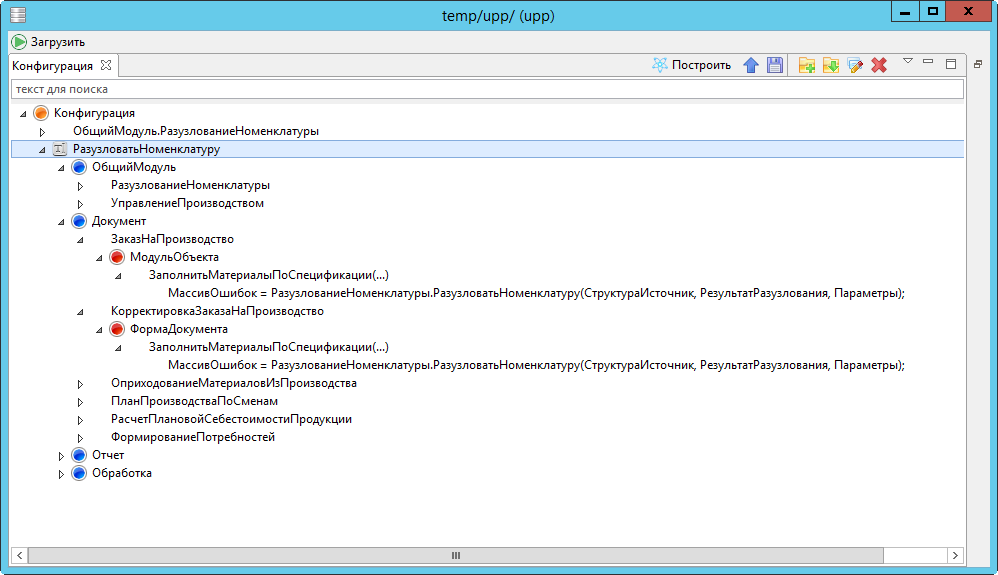 temp/upp/ (upp)
Загрузить
Конфигурация
Построить
текст для поиска
Конфигурация
ОбщийМодуль.РазузлованиеНоменклатуры
РазузловатьНоменклатуру
ОбщийМодуль
РазузлованиеНоменклатуры
УправлениеПроизводством
Документ
ЗаказНаПроизводство
МодульОбъекта
ЗаполнитьМатериалыПоСпецификации(...)
МассивОшибок = РазузлованиеНоменклатуры.РазузловатьНоменклатуру(СтруктураИсточник, РезультатРазузлования, Параметры);
КорректировкаЗаказаНаПроизводство
ФормаДокумента
ЗаполнитьМатериалыПоСпецификации(...)
МассивОшибок = РазузлованиеНоменклатуры.РазузловатьНоменклатуру(СтруктураИсточник, РезультатРазузлования, Параметры);
ОприходованиеМатериаловИзПроизводства
ПланПроизводстваПоСменам
РасчетПлановойСебестоимостиПродукции
ФормированиеПотребностей
Отчет
Обработка